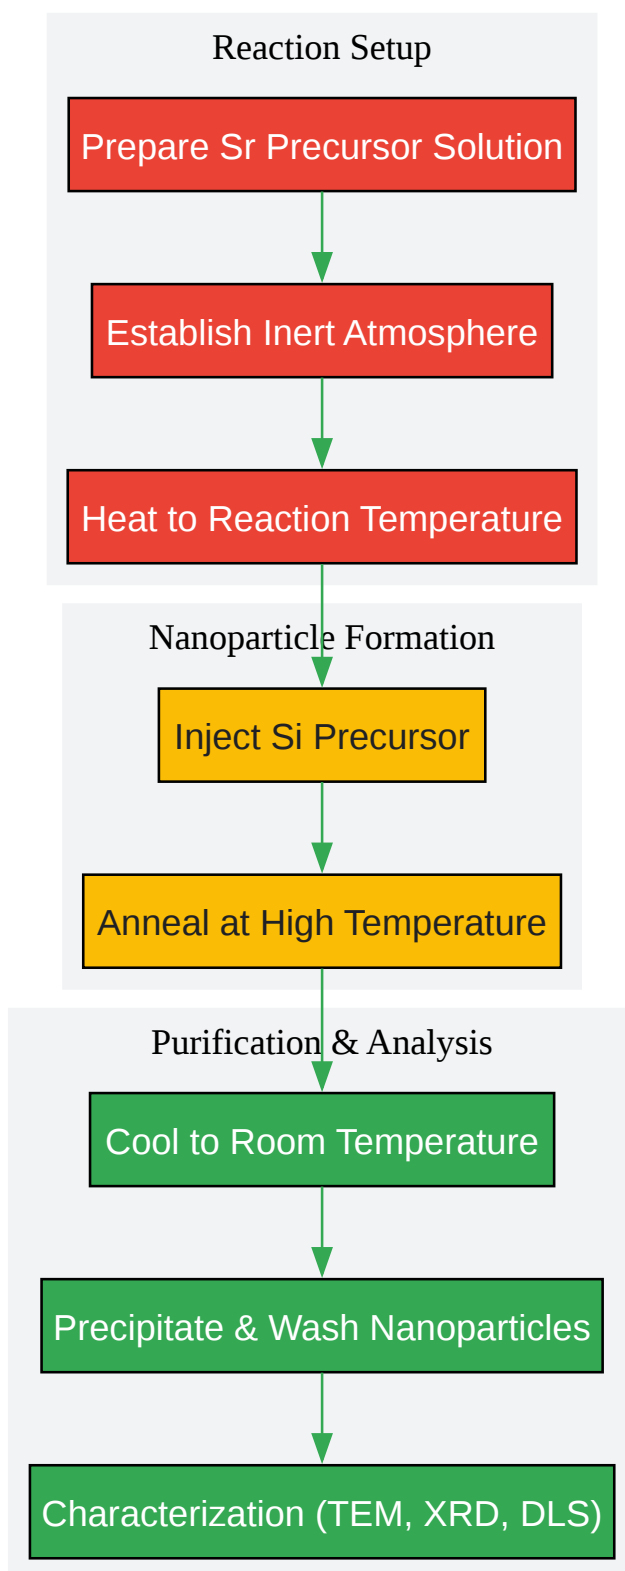 Reaction Setup
Prepare Sr Precursor Solution
Establish Inert Atmosphere
Heat to Reaction Temperature
Nanoparticle Formation
Inject Si Precursor
Anneal at High Temperature
Purification & Analysis
Cool to Room Temperature
Precipitate & Wash Nanoparticles
Characterization (TEM, XRD, DLS)